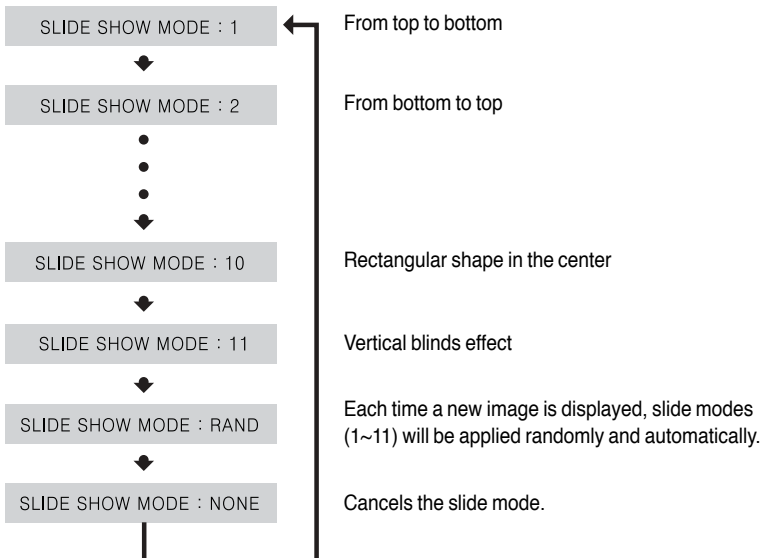 SLIDE SHOW MODE : 1
From top to bottom
SLIDE SHOW MODE : 2
From bottom to top
SLIDE SHOW MODE : 10
Rectangular shape in the center
SLIDE SHOW MODE : 11
Vertical blinds effect
SLIDE SHOW MODE : RAND
Each time a new image is displayed, slide modes
(1~11) will be applied randomly and automatically.
SLIDE SHOW MODE : NONE
Cancels the slide mode.